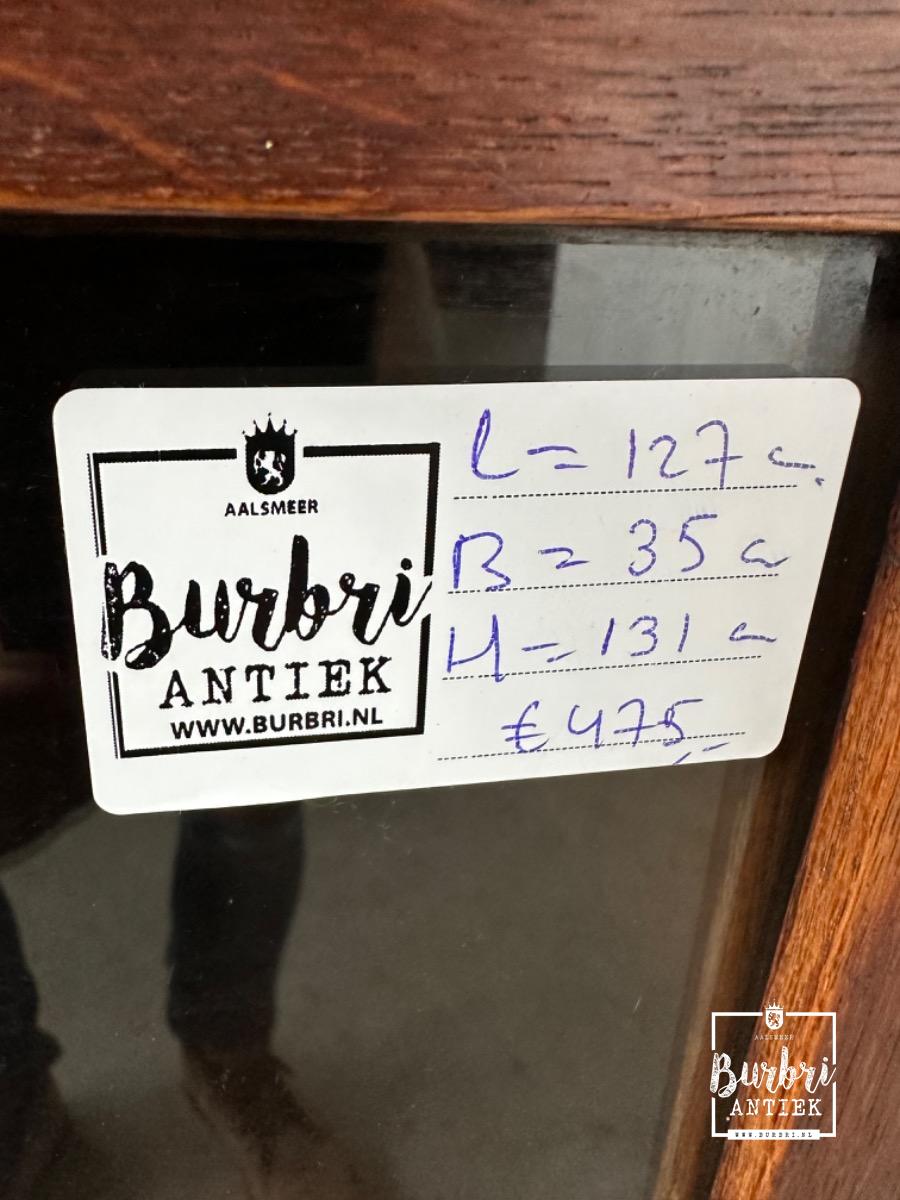 AALSMEER
Burbri
ANTIEK
WWW.BURBRI.NL
L = 127 c.
B = 35 c
H = 131 c
€ 475
AALSMEER
Burbri
ANTIEK
WWW.BURBRI.NL